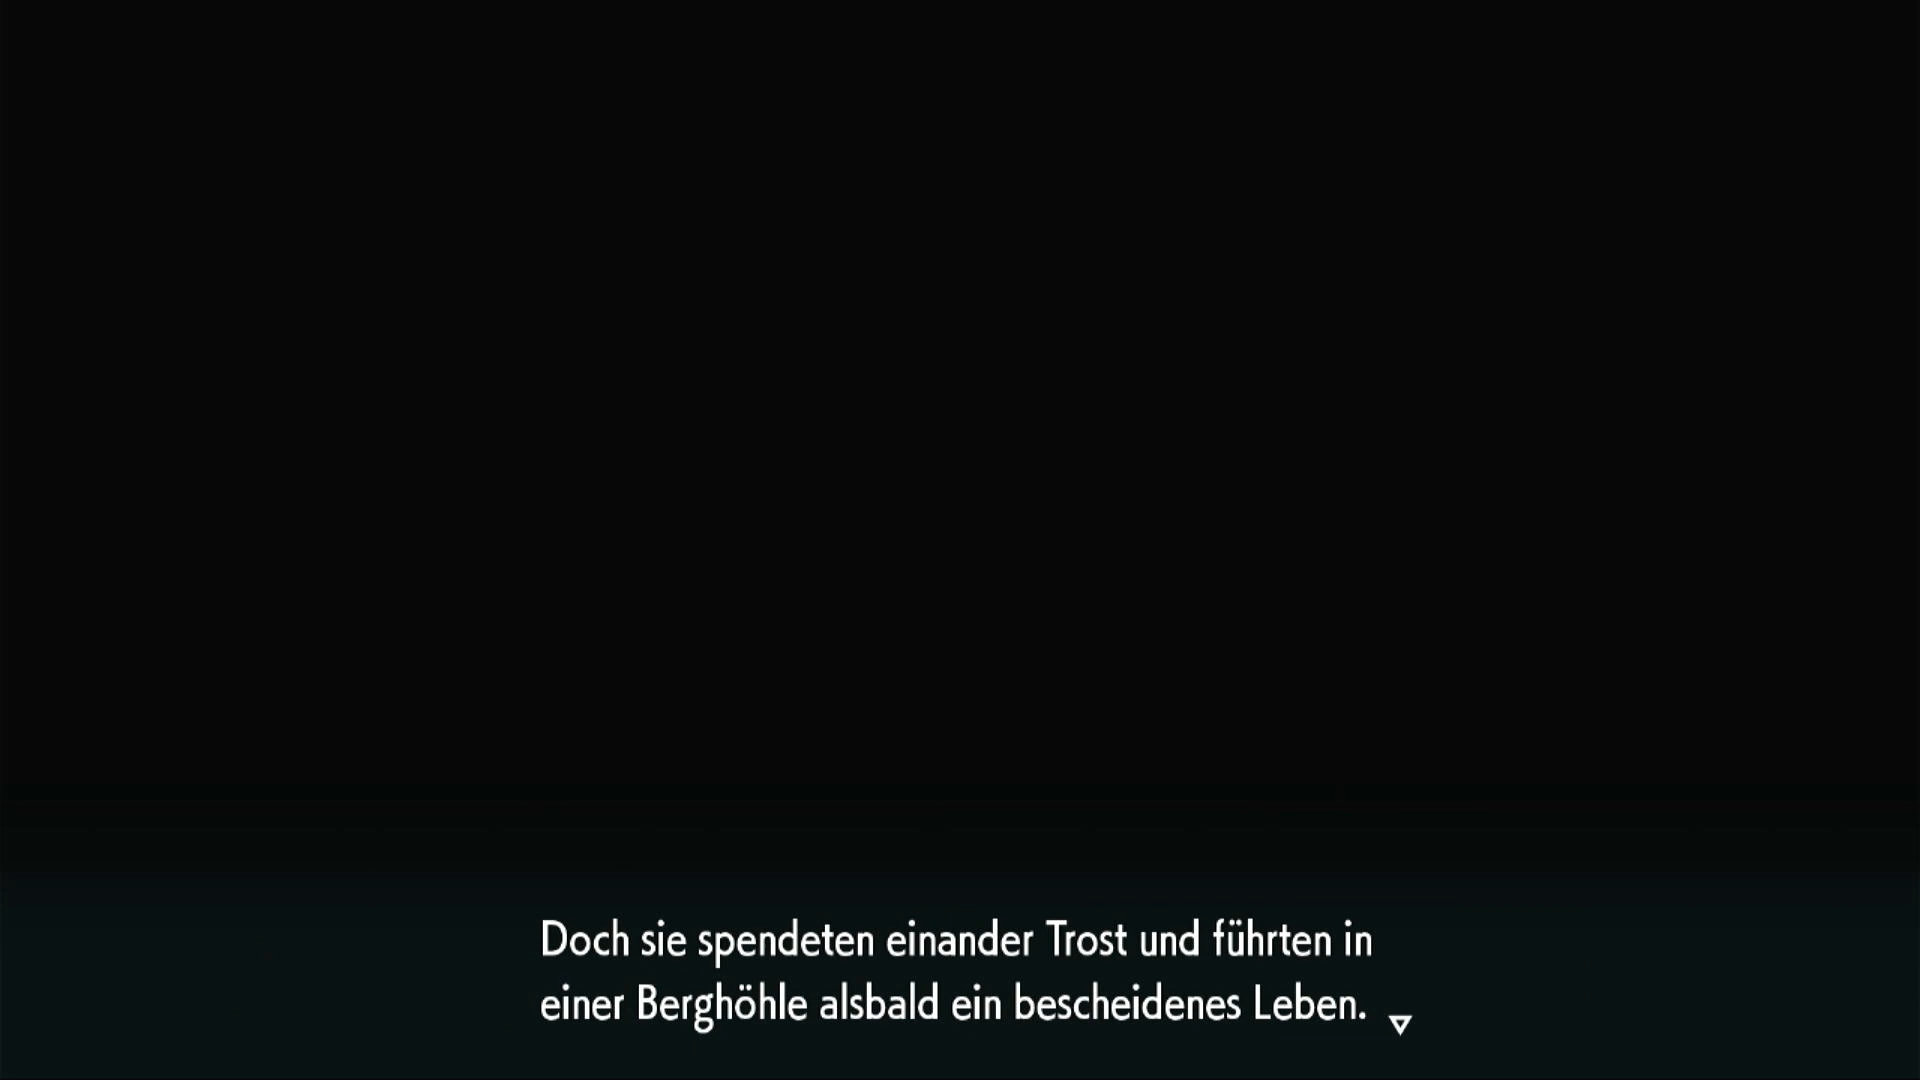 Doch sie spendeten einander Trost und führten in
einer Berghöhle alsbald ein bescheidenes Leben.